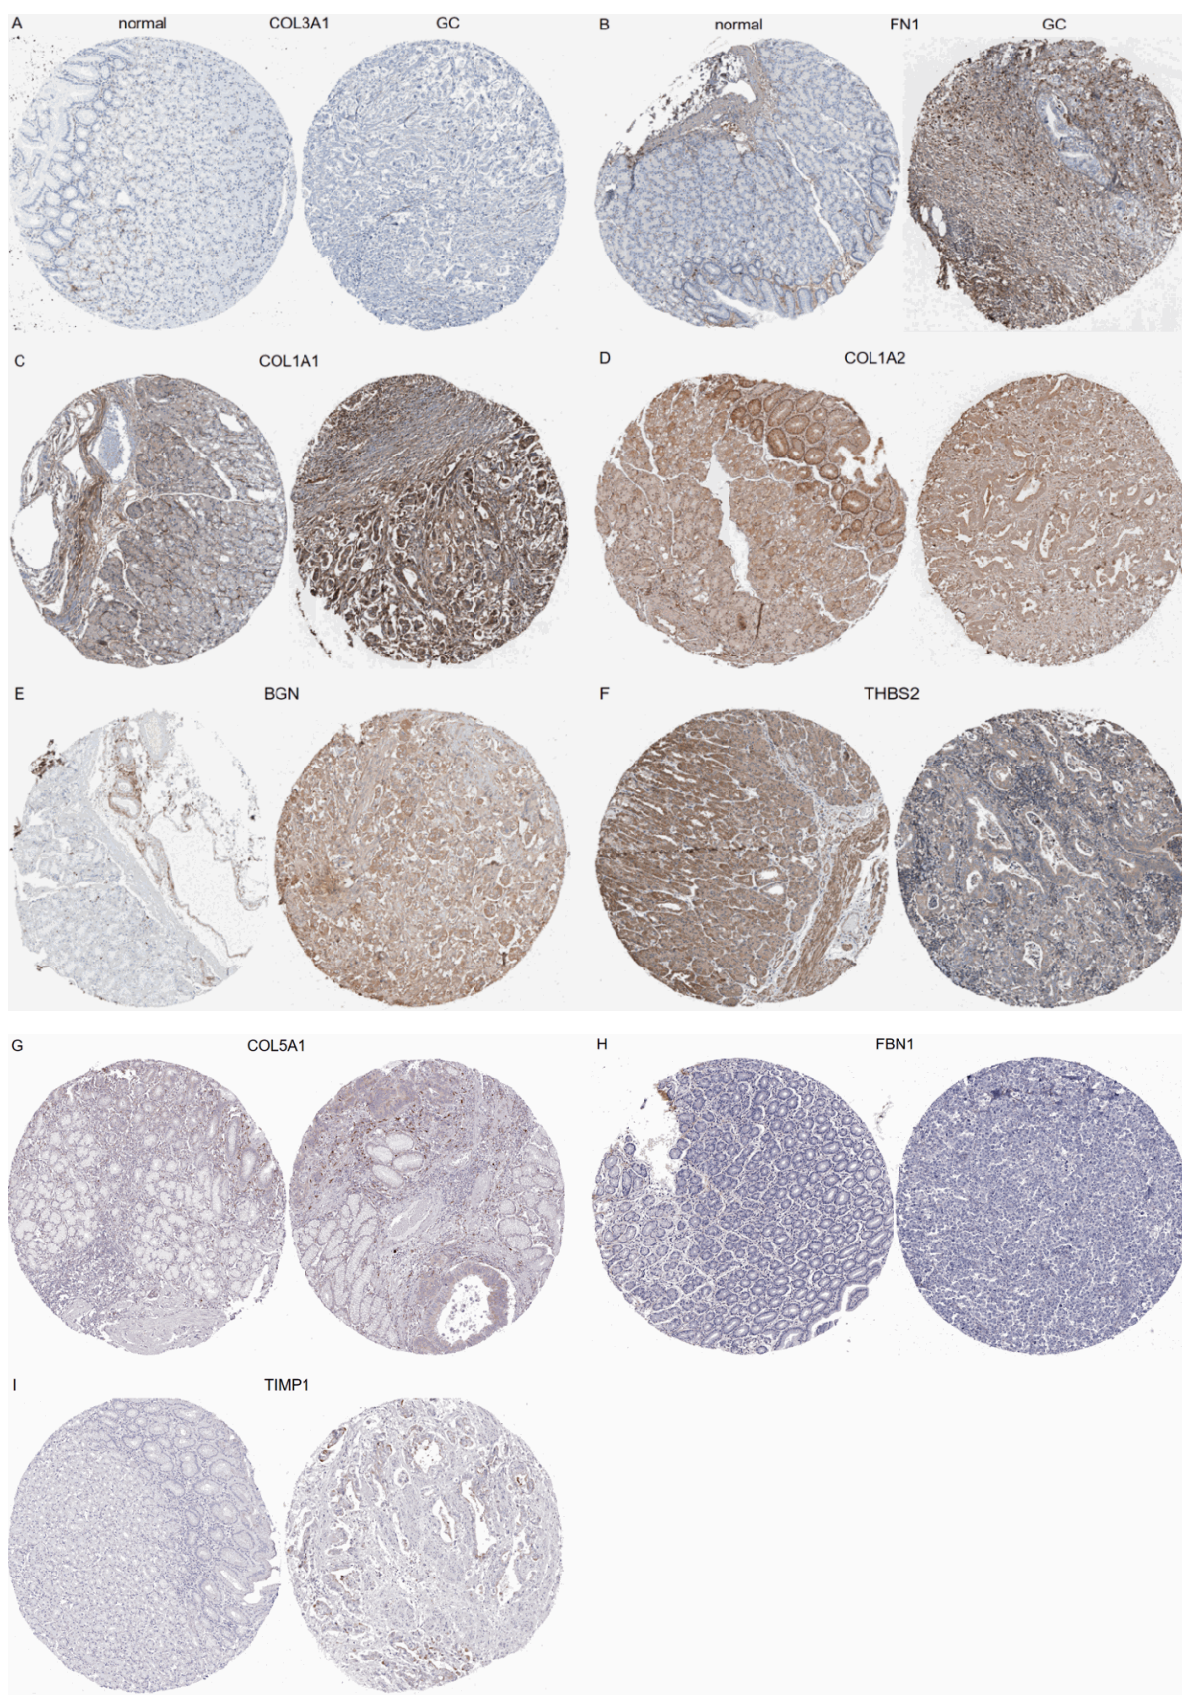 A normal COL3A1 GC
B normal FN1 GC
C COL1A1
D COL1A2
E BGN
F THBS2
G COL5A1
H FBN1
I TIMP1